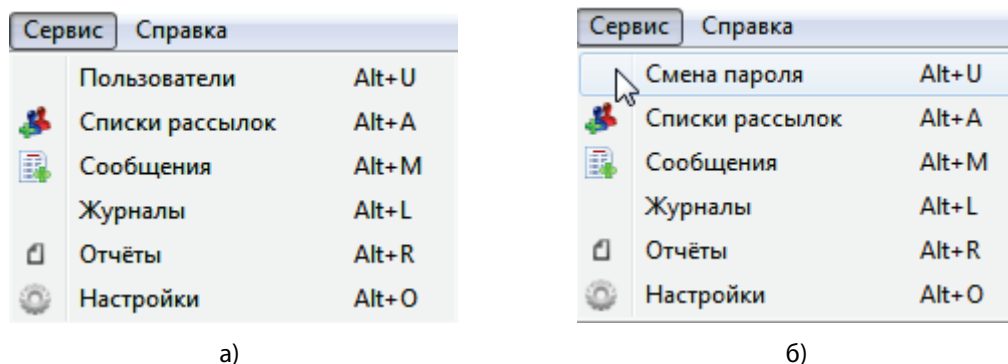 Сервис Справка
Пользователи Alt+U
Списки рассылок Alt+A
Сообщения Alt+M
Журналы Alt+L
Отчёты Alt+R
Настройки Alt+O
а)
Сервис Справка
Смена пароля Alt+U
Списки рассылок Alt+A
Сообщения Alt+M
Журналы Alt+L
Отчёты Alt+R
Настройки Alt+O
б)